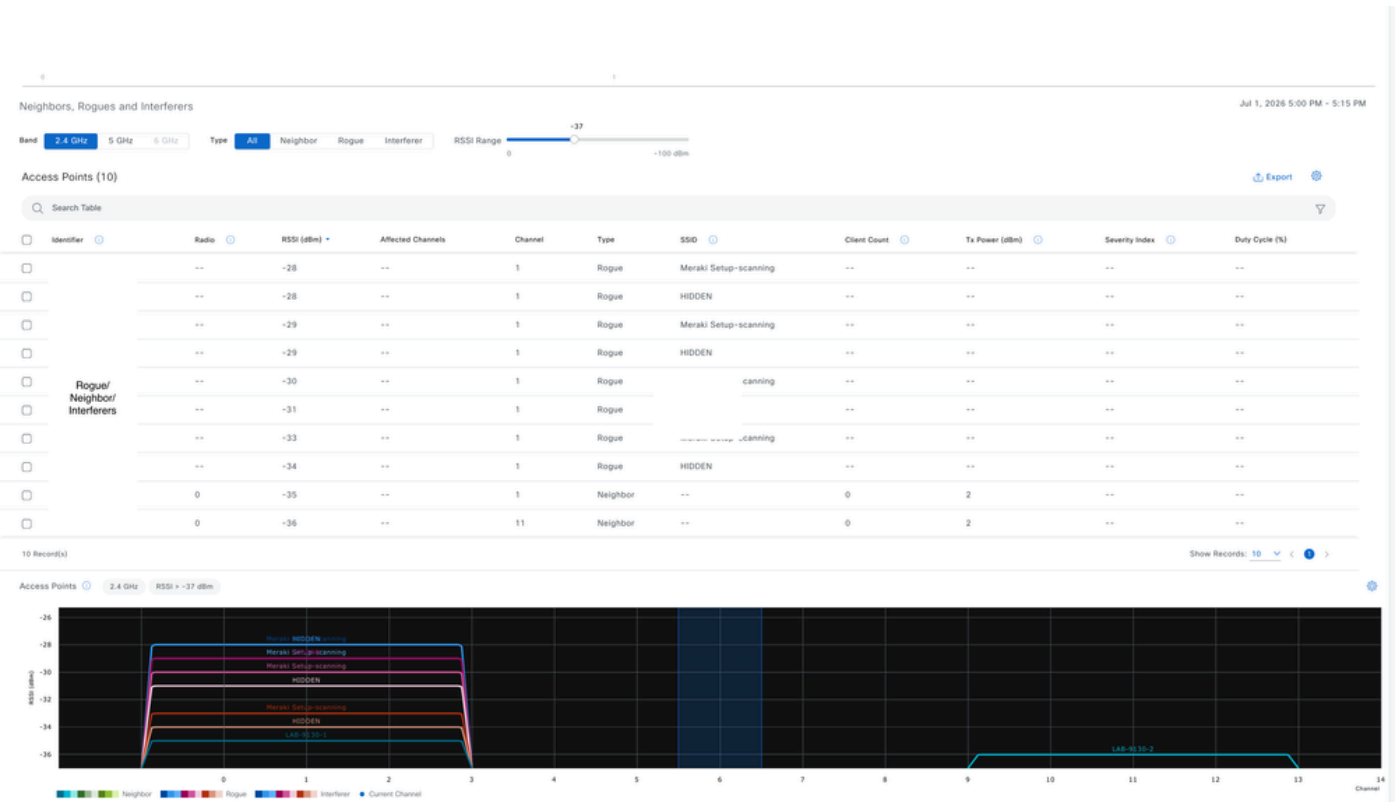 0 1
Neighbors, Rogues and Interferers Jul 1, 2026 5:00 PM - 5:15 PM
-37
Band 2.4 GHz 5 GHz 6 GHz Type All Neighbor Rogue Interferer RSSI Range
0 -100 dBm
Access Points (10) Export
Search Table
Identifier Radio RSSI (dBm) Affected Channels Channel Type SSID Client Count Tx Power (dBm) Severity Index Duty Cycle (%)
-- -28 -- 1 Rogue Meraki Setup-scanning -- -- -- --
-- -28 -- 1 Rogue HIDDEN -- -- -- --
-- -29 -- 1 Rogue Meraki Setup-scanning -- -- -- --
-- -29 -- 1 Rogue HIDDEN -- -- -- --
-- -30 -- 1 Rogue canning -- -- -- --
Rogue/
Neighbor/
Interferers
-- -31 -- 1 Rogue -- -- -- --
-- -33 -- 1 Rogue canning -- -- -- --
-- -34 -- 1 Rogue HIDDEN -- -- -- --
0 -35 -- 1 Neighbor -- 0 2 -- --
0 -36 -- 11 Neighbor -- 0 2 -- --
10 Record(s) Show Records: 10 1
Access Points 2.4 GHz RSSI > -37 dBm
RSSI (dBm)
-26
-28
-30
-32
-34
-36
HIDDEN
Meraki Setup-scanning
Meraki Setup-scanning
HIDDEN
Meraki Setup-scanning
HIDDEN
LAB-9130-1
LAB-9130-2
0 1 2 3 4 5 6 7 8 9 10 11 12 13 14
Channel
Neighbor Rogue Interferer Current Channel